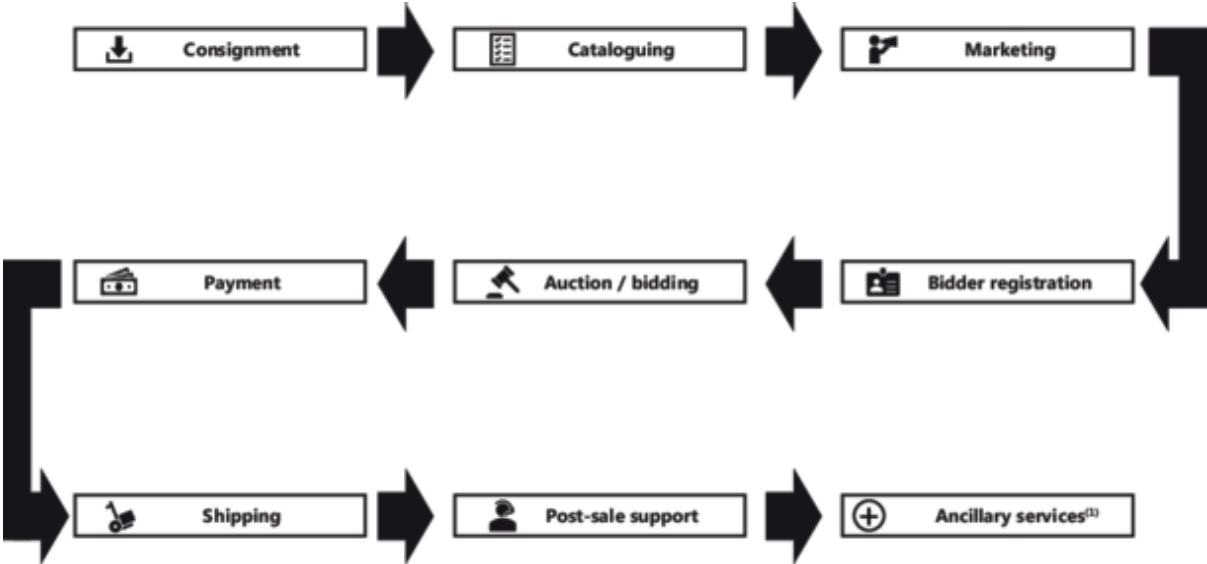 Consignment
Cataloguing
Marketing
Bidder registration
Auction / bidding
Payment
Shipping
Post-sale support
Ancillary services(1)